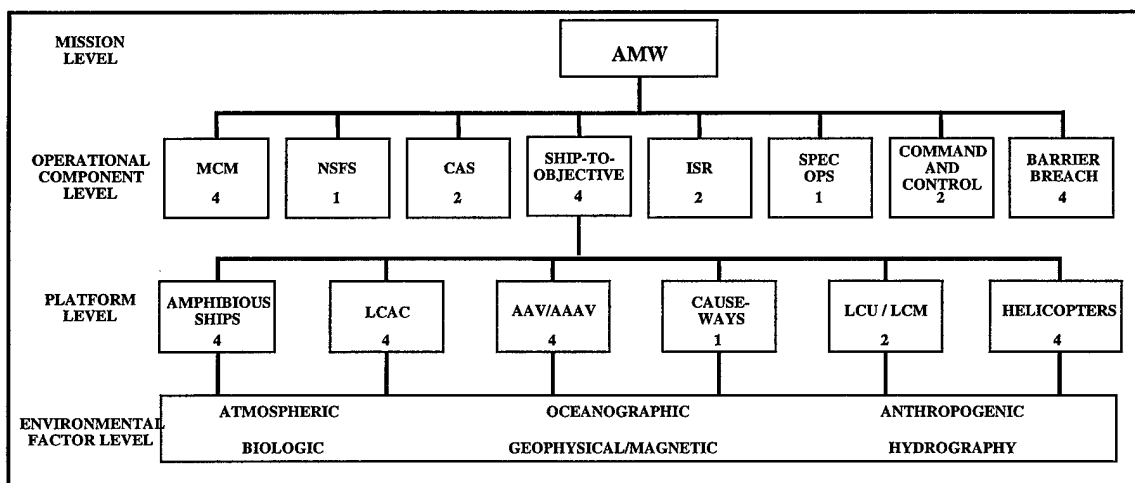 MISSION
LEVEL
AMW
OPERATIONAL
COMPONENT
LEVEL
MCM
4
NSFS
1
CAS
2
SHIP-TO-
OBJECTIVE
4
ISR
2
SPEC
OPS
1
COMMAND
AND
CONTROL
2
BARRIER
BREACH
4
PLATFORM
LEVEL
AMPHIBIOUS
SHIPS
4
LCAC
4
AAV/AAAV
4
CAUSE-
WAYS
1
LCU / LCM
2
HELICOPTERS
4
ENVIRONMENTAL
FACTOR LEVEL
ATMOSPHERIC
OCEANOGRAPHIC
ANTHROPOGENIC
BIOLOGIC
GEOPHYSICAL/MAGNETIC
HYDROGRAPHY